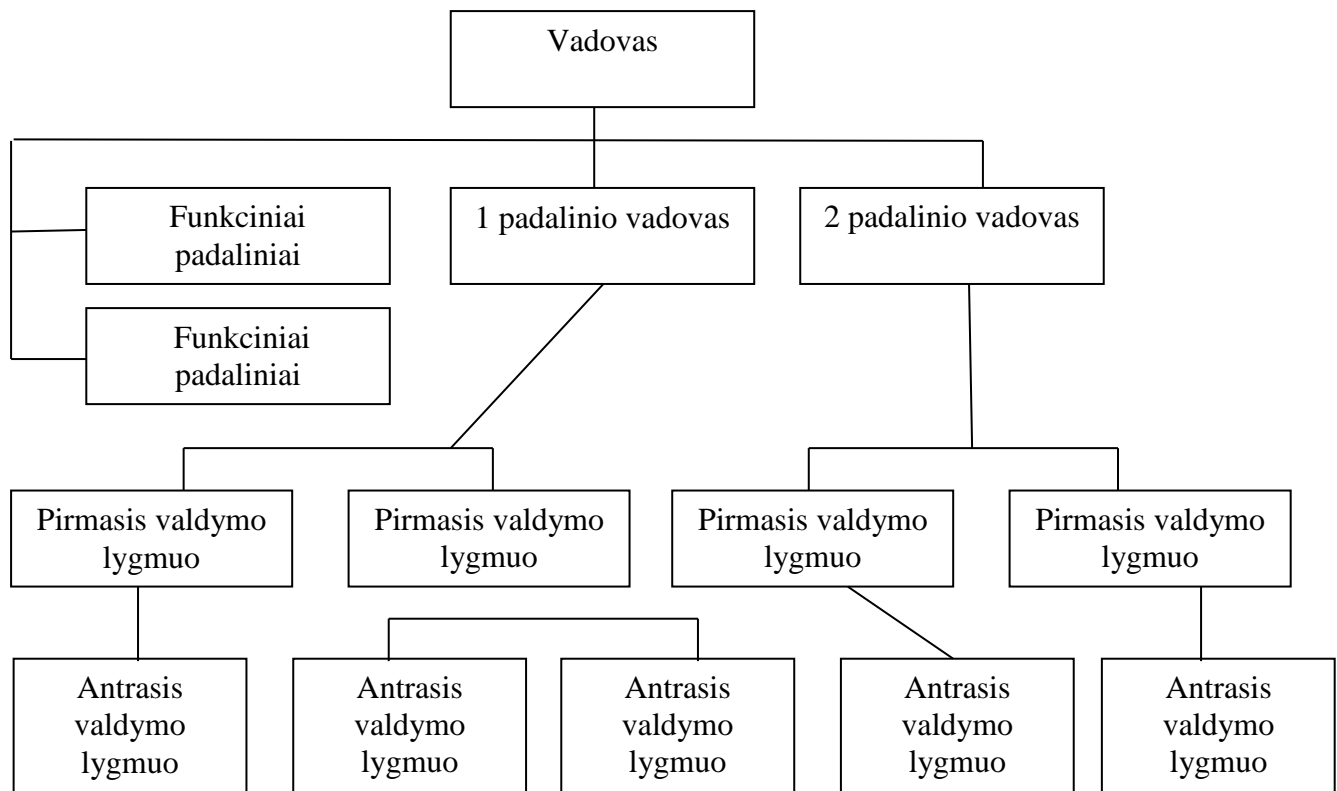 Vadovas
Funkciniai
padaliniai
1 padalinio vadovas
2 padalinio vadovas
Funkciniai
padaliniai
Pirmasis valdymo
lygmuo
Pirmasis valdymo
lygmuo
Pirmasis valdymo
lygmuo
Pirmasis valdymo
lygmuo
Antrasis
valdymo
lygmuo
Antrasis
valdymo
lygmuo
Antrasis
valdymo
lygmuo
Antrasis
valdymo
lygmuo
Antrasis
valdymo
lygmuo